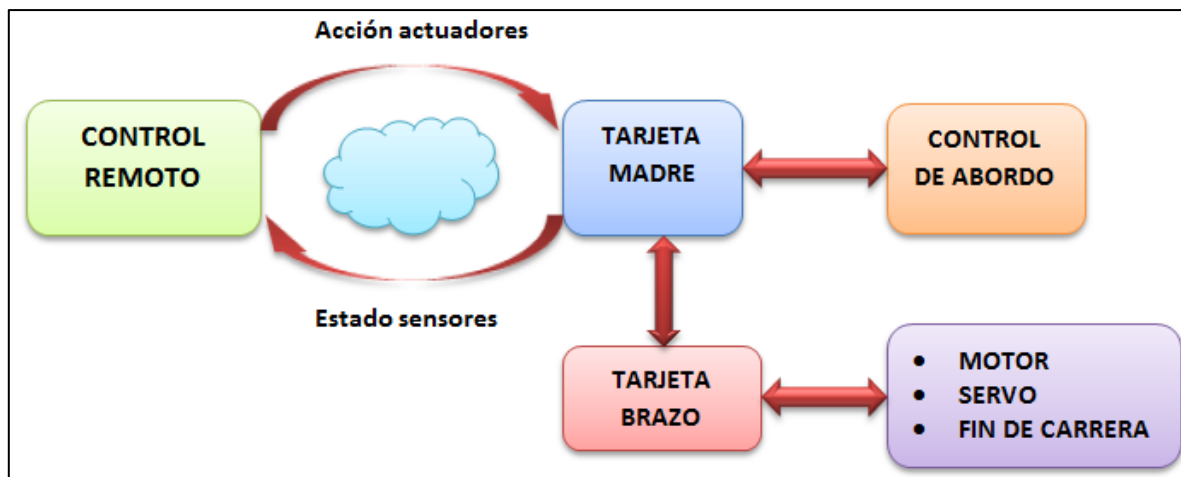 Acción actuadores
CONTROL
REMOTO
TARJETA
MADRE
CONTROL
DE ABORDO
Estado sensores
TARJETA
BRAZO
• MOTOR
• SERVO
• FIN DE CARRERA